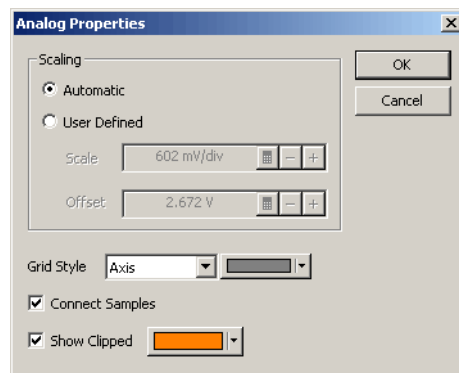 Analog Properties
Scaling
OK
Automatic
Cancel
User Defined
Scale 602 mV/div
Offset 2.672 V
Grid Style Axis
Connect Samples
Show Clipped